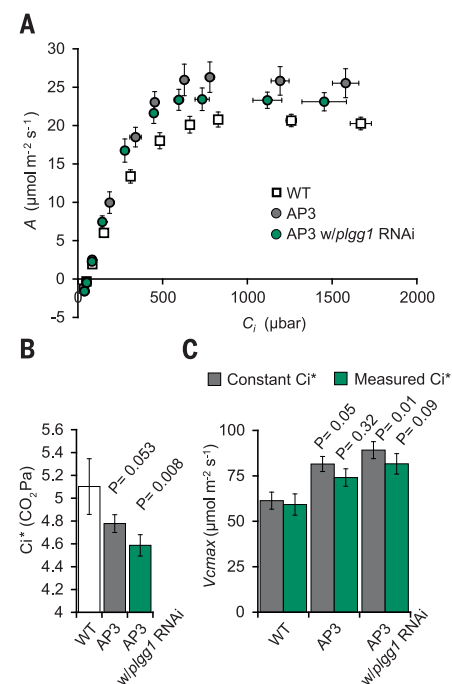 A
A (μmol m⁻² s⁻¹)
30
25
20
15
10
5
0
-5
0
500
1000
1500
2000
Ci (μbar)
WT
AP3
AP3 w/plgg1 RNAi
B
Ci* (CO₂ Pa)
5.6
5.4
5.2
5
4.8
4.6
4.4
4.2
4
P= 0.053
P= 0.008
WT
AP3
AP3
w/plgg1 RNAi
C
Constant Ci*
Measured Ci*
Vcmax (μmol m⁻² s⁻¹)
100
75
50
25
0
P= 0.05
P= 0.32
P= 0.01
P= 0.09
WT
AP3
AP3
w/plgg1 RNAi